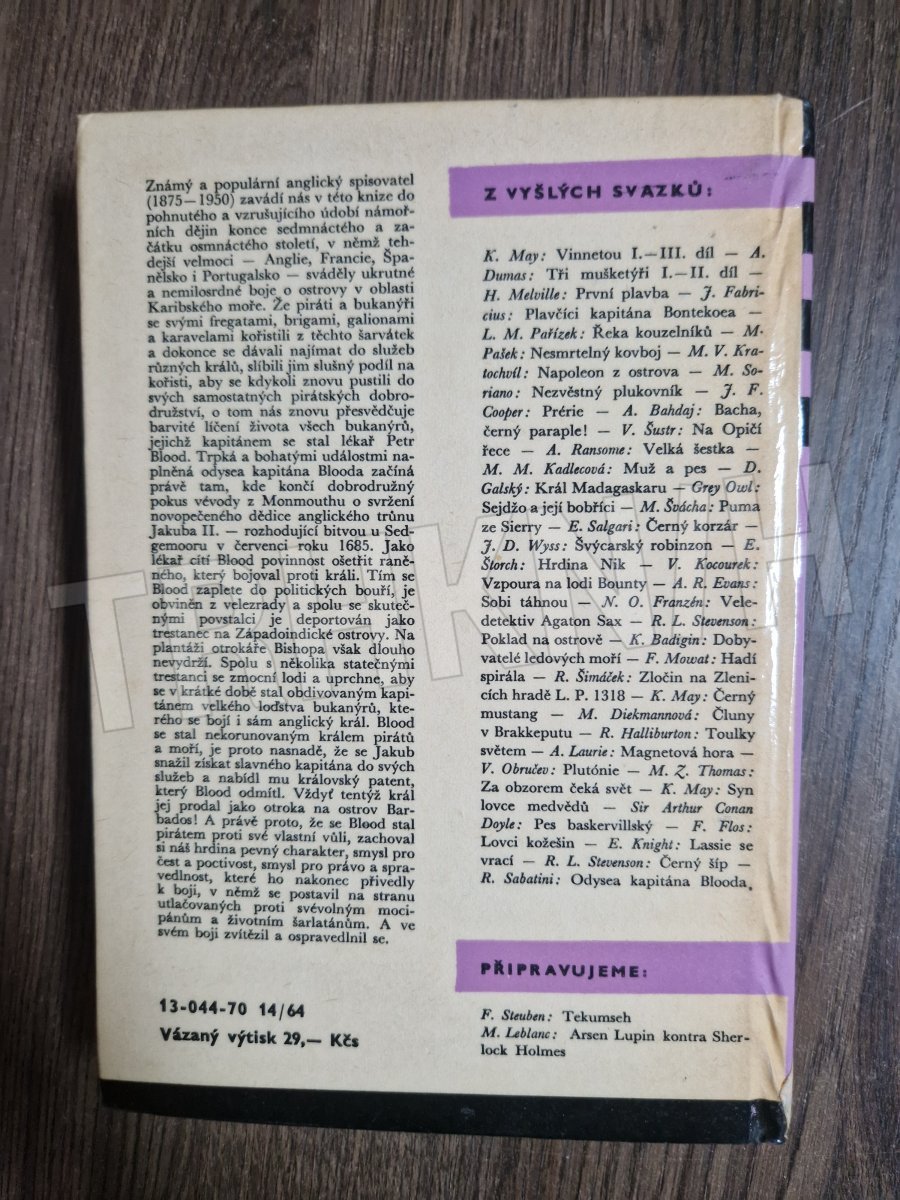 Známý a populární anglický spisovatel
(1875—1950) zavádí nás v této knize do
pohnutého a vzrušujícího údobí námoř-
ních dějin konce sedmnáctého a za-
čátku osmnáctého století, v němž teh-
dejší velmoci — Anglie, Francie, Špa-
nělsko i Portugalsko — sváděly ukrutné
a nemilosrdné boje o ostrovy v oblasti
Karibského moře. Že piráti a bukanýři
se svými fregatami, brigami, galionami
a karavelami kořistili z těchto šarvátek
a dokonce se dávali najímat do služeb
různých králů, slíbili jim slušný podíl na
kořisti, aby se kdykoli znovu pustili do
svých samostatných pirátských dobro-
družství, o tom nás znovu přesvědčuje
barvité líčení života všech bukanýrů,
jejichž kapitánem se stal lékař Petr
Blood. Trpká a bohatými událostmi na-
plněná odysea kapitána Blooda začíná
právě tam, kde končí dobrodružný
pokus vévody z Monmouthu o svržení
novopečeného dědice anglického trůnu
Jakuba II. — rozhodující bitvou u Sed-
gemooru v červenci roku 1685. Jako
lékař cítí Blood povinnost ošetřit raně-
ného, který bojoval proti králi. Tím se
Blood zaplete do politických bouří, je
obviněn z velezrady a spolu se skuteč-
nými povstalci je deportován jako
trestanec na Západoindické ostrovy. Na
plantáži otrokáře Bishopa však dlouho
nevydrží. Spolu s několika statečnými
trestanci se zmocní lodi a uprchne, aby
se v krátké době stal obdivovaným kapi-
tánem velkého loďstva bukanýrů, kte-
rého se bojí i sám anglický král. Blood
se stal nekorunovaným králem pirátů
a moří, je proto nasnadě, že se Jakub
snažil získat slavného kapitána do svých
služeb a nabídl mu královský patent,
který Blood odmítl. Vždyť tentýž král
jej prodal jako otroka na ostrov Bar-
bados! A právě proto, že se Blood stal
pirátem proti své vlastní vůli, zachoval
si náš hrdina pevný charakter, smysl pro
čest a poctivost, smysl pro právo a spra-
vedlnost, které ho nakonec přivedly
k boji, v němž se postavil na stranu
utlačovaných proti svévolným moci-
pánům a životním šarlatánům. A ve
svém boji zvítězil a ospravedlnil se.
13-044-70 14/64
Vázaný výtisk 29,— Kčs
Z VYŠLÝCH SVAZKŮ:
K. May: Vinnetou I.—III. díl — A.
Dumas: Tři mušketýři I.—II. díl —
H. Melville: První plavba — J. Fabri-
cius: Plavčíci kapitána Bontekoea —
L. M. Pařízek: Řeka kouzelníků — M.
Pašek: Nesmrtelný kovboj — M. V. Kra-
tochvíl: Napoleon z ostrova — M. So-
riano: Nezvěstný plukovník — J. F.
Cooper: Prérie — A. Bahdaj: Bacha,
černý paraple! — V. Šustr: Na Opičí
řece — A. Ransome: Velká šestka —
M. M. Kadlecová: Muž a pes — D.
Galský: Král Madagaskaru — Grey Owl:
Sejdžo a její bobříci — M. Švácha: Puma
ze Sierry — E. Salgari: Černý korzár —
J. D. Wyss: Švýcarský robinzon — E.
Štorch: Hrdina Nik — V. Kocourek:
Vzpoura na lodi Bounty — A. R. Evans:
Sobi táhnou — N. O. Franzén: Vele-
detektiv Agaton Sax — R. L. Stevenson:
Poklad na ostrově — K. Badigin: Doby-
vatelé ledových moří — F. Mowat: Hadí
spirála — R. Šimáček: Zločin na Zleni-
cích hradě L. P. 1318 — K. May: Černý
mustang — M. Diekmannová: Čluny
v Brakkeputu — R. Halliburton: Toulky
světem — A. Laurie: Magnetová hora —
V. Obručev: Plutónie — M. Z. Thomas:
Za obzorem čeká svět — K. May: Syn
lovce medvědů — Sir Arthur Conan
Doyle: Pes baskervillský — F. Flos:
Lovci kožešin — E. Knight: Lassie se
vrací — R. L. Stevenson: Černý šíp —
R. Sabatini: Odysea kapitána Blooda.
PŘIPRAVUJEME:
F. Steuben: Tekumseh
M. Leblanc: Arsen Lupin kontra Sher-
lock Holmes